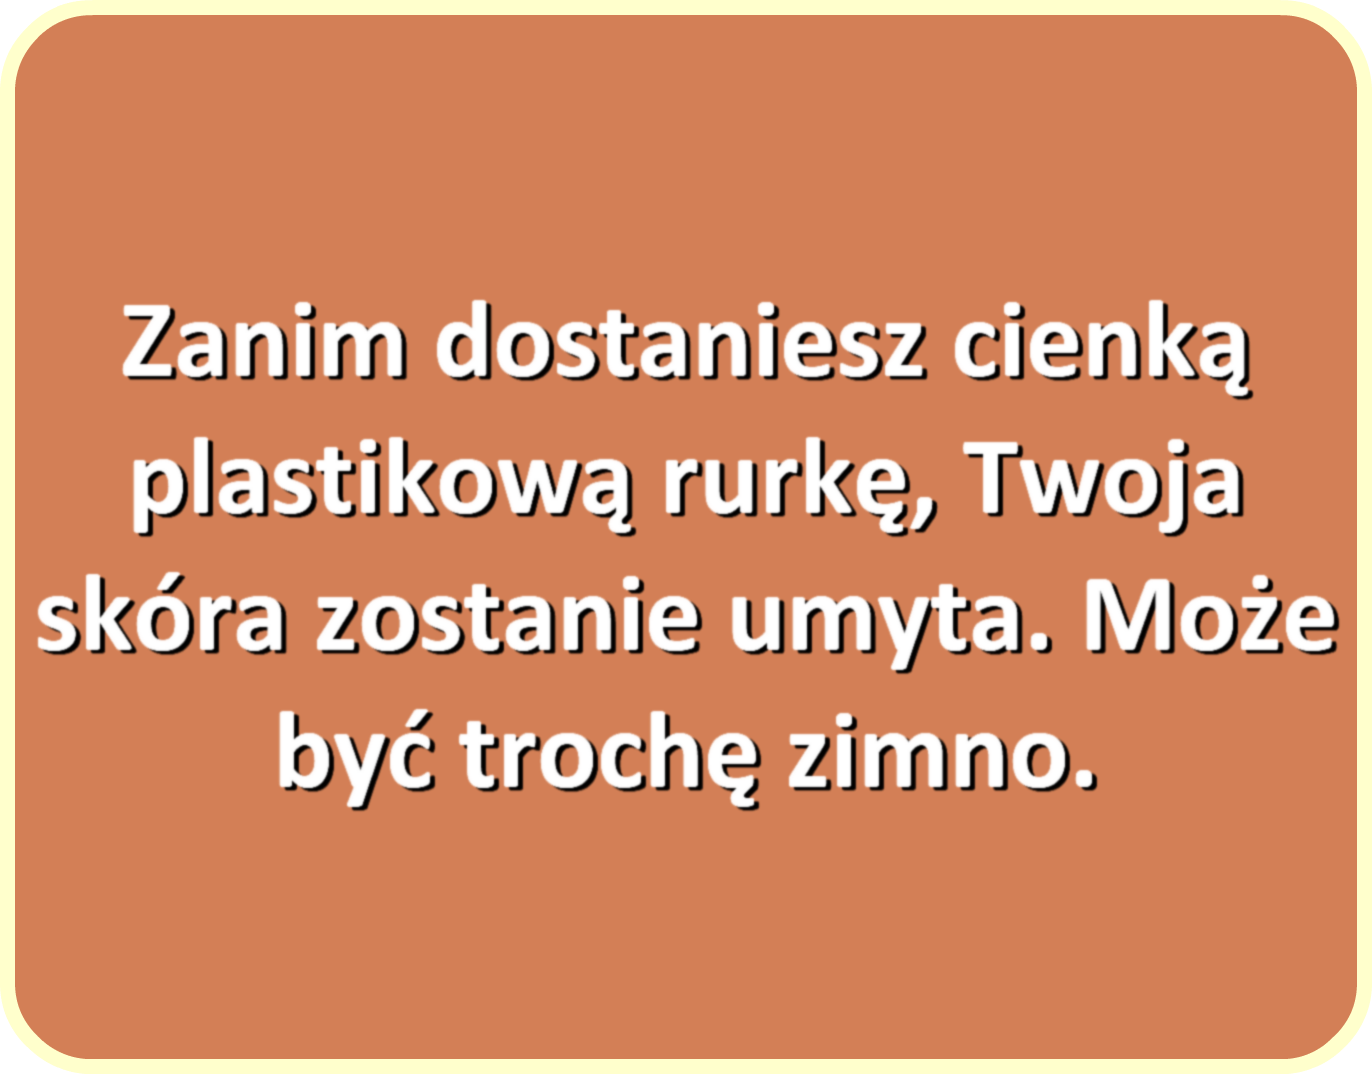 Zanim dostaniesz cienką
plastikową rurkę, Twoja
skóra zostanie umyta. Może
być trochę zimno.